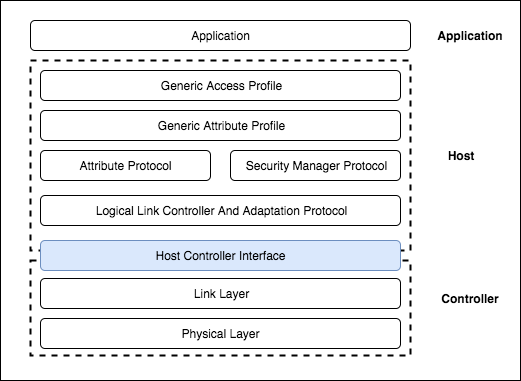 Application
Application
Generic Access Profile
Generic Attribute Profile
Attribute Protocol
Security Manager Protocol
Host
Logical Link Controller And Adaptation Protocol
Host Controller Interface
Link Layer
Controller
Physical Layer